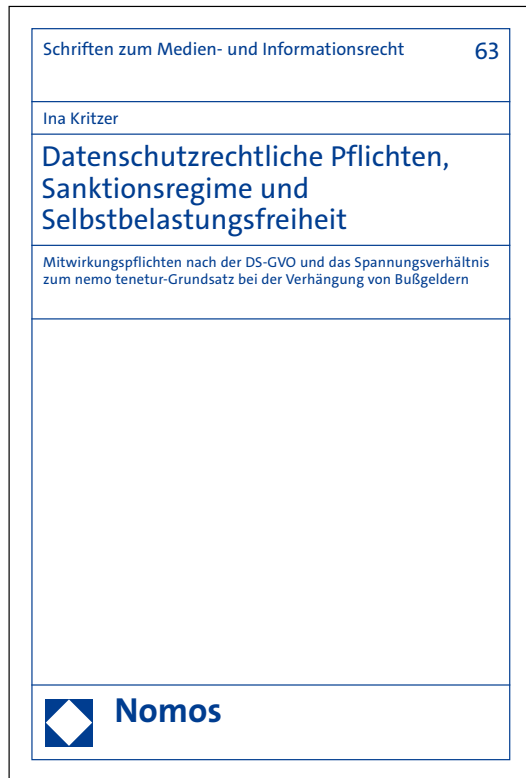 Schriften zum Medien- und Informationsrecht 63
Ina Kritzer
Datenschutzrechtliche Pflichten,
Sanktionsregime und
Selbstbelastungsfreiheit
Mitwirkungspflichten nach der DS-GVO und das Spannungsverhältnis
zum nemo tenetur-Grundsatz bei der Verhängung von Bußgeldern
Nomos